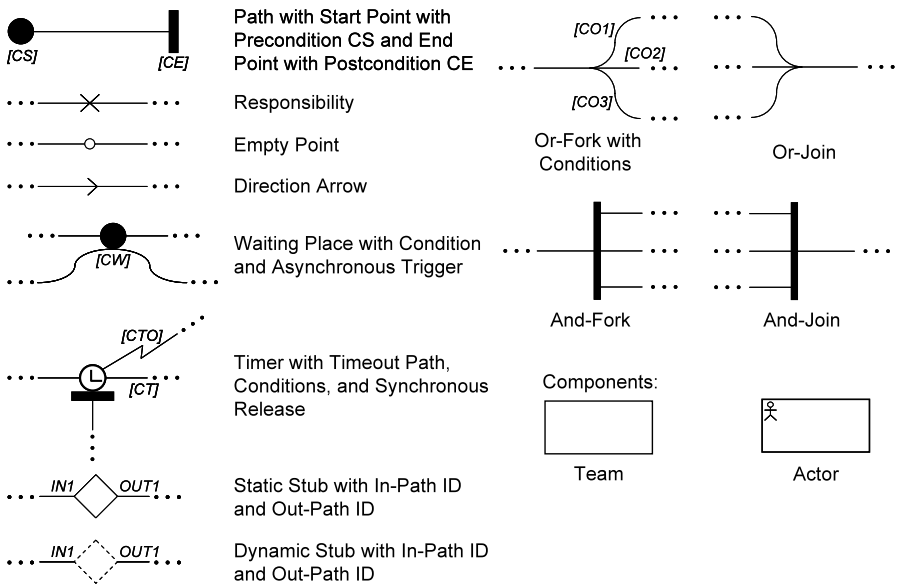 [CS]
[CE]
Path with Start Point with
Precondition CS and End
Point with Postcondition CE
Responsibility
Empty Point
Direction Arrow
[CW]
Waiting Place with Condition
and Asynchronous Trigger
[CTO]
[CT]
Timer with Timeout Path,
Conditions, and Synchronous
Release
IN1
OUT1
Static Stub with In-Path ID
and Out-Path ID
IN1
OUT1
Dynamic Stub with In-Path ID
and Out-Path ID
[CO1]
[CO2]
[CO3]
Or-Fork with
Conditions
Or-Join
And-Fork
And-Join
Components:
Team
Actor